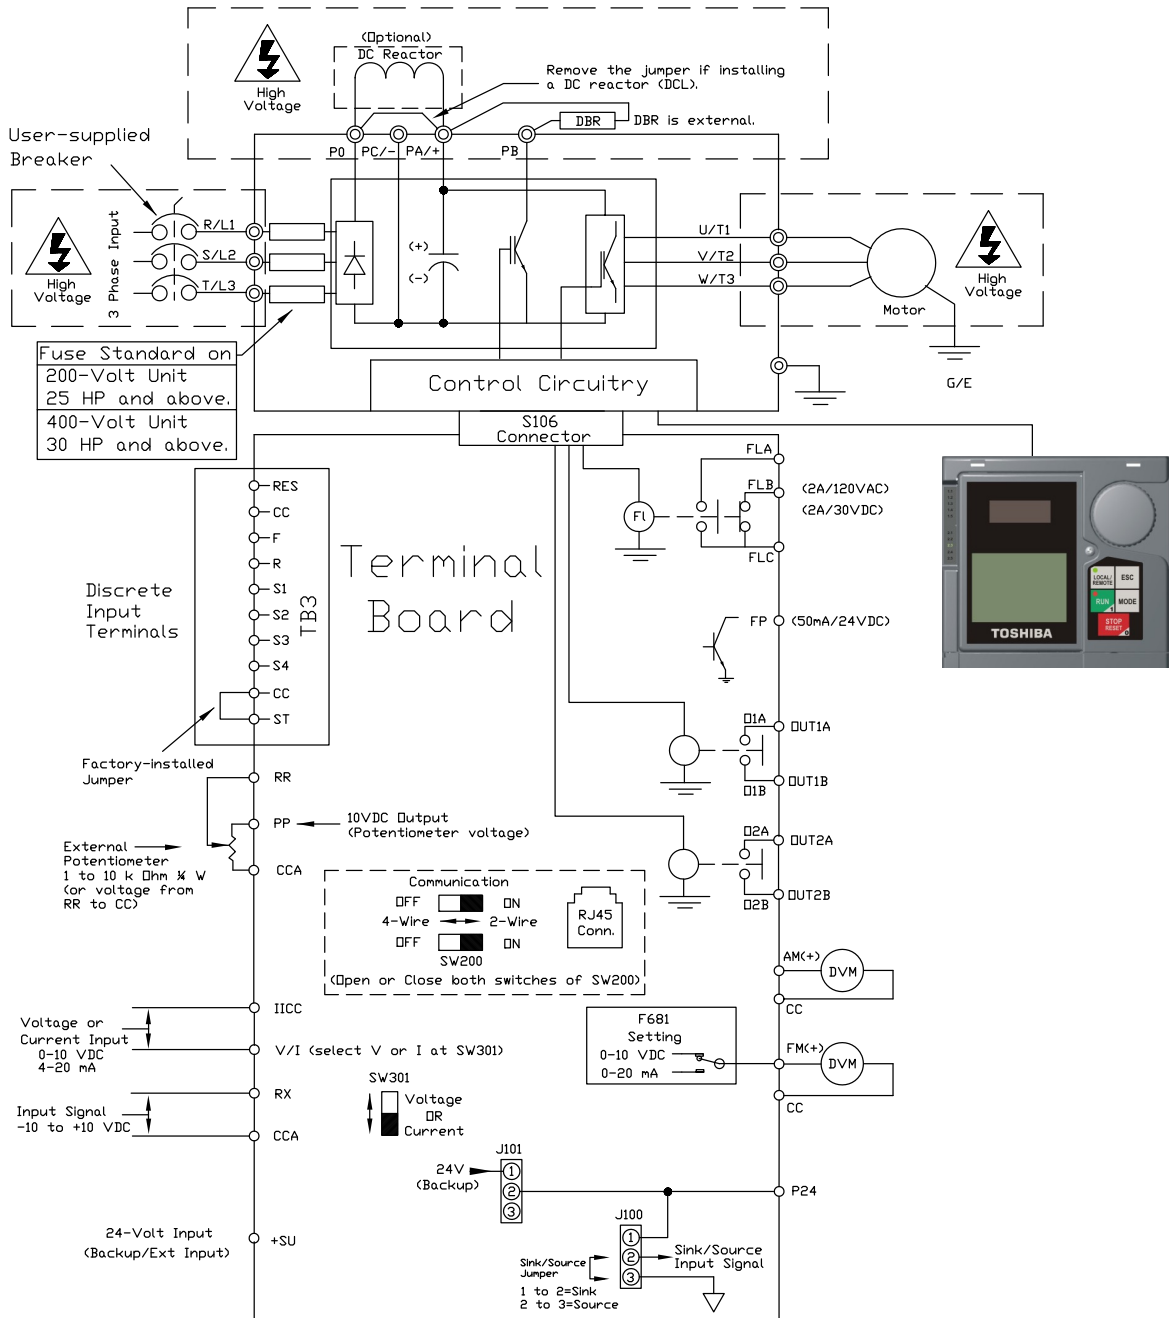 (Optional)
DC Reactor
High
Voltage
Remove the jumper if installing
a DC reactor (DCL).
DBR
DBR is external.
User-supplied
Breaker
PO
PC/-
PA/+
PB
3 Phase Input
High
Voltage
R/L1
S/L2
T/L3
(+)
(-)
U/T1
V/T2
W/T3
Motor
High
Voltage
G/E
Fuse Standard on
200-Volt Unit
25 HP and above.
400-Volt Unit
30 HP and above.
Control Circuitry
S106
Connector
FLA
FLB
FLC
Fl
(2A/120VAC)
(2A/30VDC)
LOCAL/
REMOTE
ESC
RUN
1
MODE
STOP
RESET
0
TOSHIBA
Discrete
Input
Terminals
RES
CC
F
R
S1
S2
S3
S4
CC
ST
TB3
Terminal
Board
FP
(50mA/24VDC)
Factory-installed
Jumper
O1A
OUT1A
O1B
OUT1B
RR
PP
10VDC Output
(Potentiometer voltage)
CCA
External
Potentiometer
1 to 10 k Ohm ¼ W
(or voltage from
RR to CC)
O2A
OUT2A
O2B
OUT2B
Communication
OFF
ON
4-Wire
2-Wire
OFF
ON
SW200
(Open or Close both switches of SW200)
RJ45
Conn.
AM(+)
DVM
CC
Voltage or
Current Input
0-10 VDC
4-20 mA
IICC
V/I (select V or I at SW301)
F681
Setting
0-10 VDC
0-20 mA
FM(+)
DVM
CC
Input Signal
-10 to +10 VDC
RX
CCA
SW301
Voltage
OR
Current
J101
24V
(Backup)
1
2
3
P24
24-Volt Input
(Backup/Ext Input)
+SU
J100
1
2
3
Sink/Source
Input Signal
Sink/Source
Jumper
1 to 2=Sink
2 to 3=Source